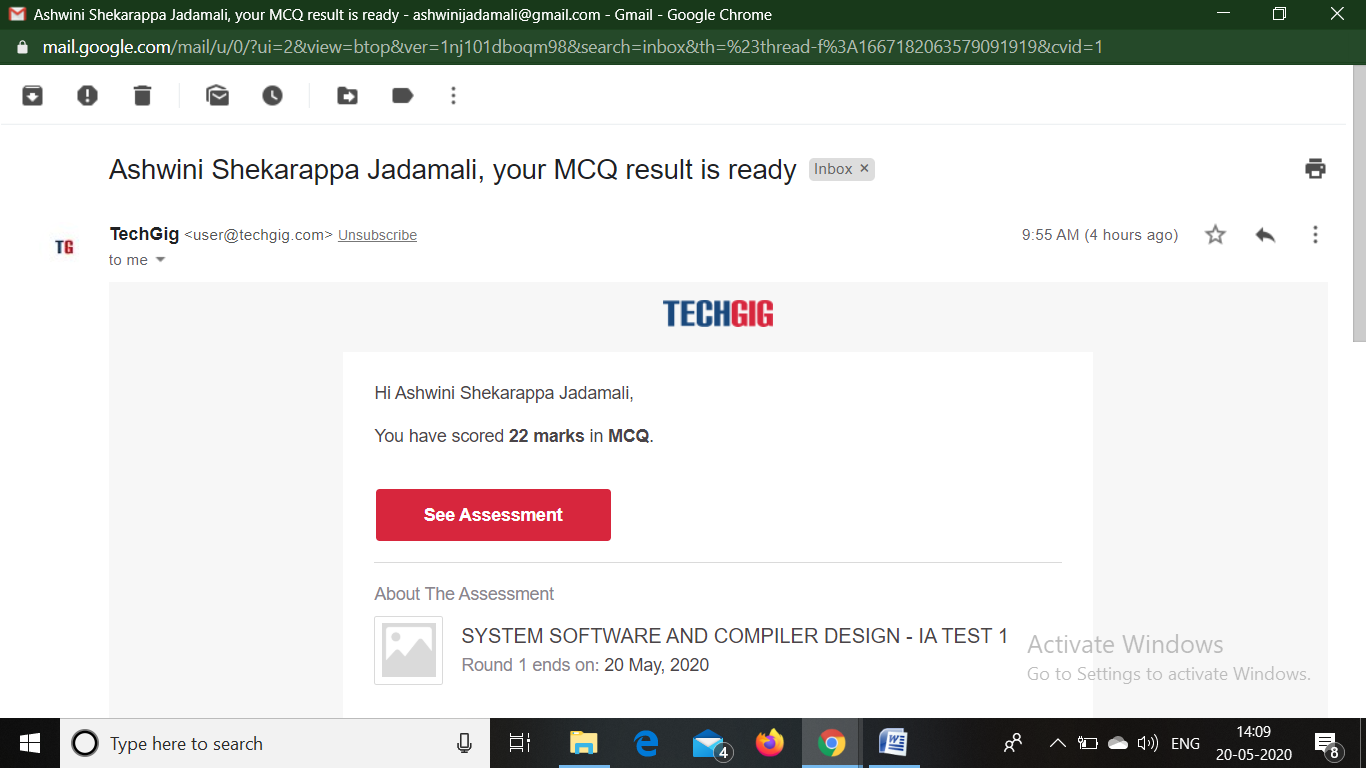 Ashwini Shekarappa Jadamali, your MCQ result is ready - ashwinijadamali@gmail.com - Gmail - Google Chrome
mail.google.com/mail/u/0/?ui=2&view=btop&ver=1nj101dboqm98&search=inbox&th=%23thread-f%3A1667182063579091919&cvid=1
Ashwini Shekarappa Jadamali, your MCQ result is ready Inbox ×
TG
TechGig <user@techgig.com> Unsubscribe 9:55 AM (4 hours ago)
to me
TECHGIG
Hi Ashwini Shekarappa Jadamali,
You have scored 22 marks in MCQ.
See Assessment
About The Assessment
SYSTEM SOFTWARE AND COMPILER DESIGN - IA TEST 1
Round 1 ends on: 20 May, 2020
Activate Windows
Go to Settings to activate Windows.
Type here to search
4
W
ENG
14:09
20-05-2020
8